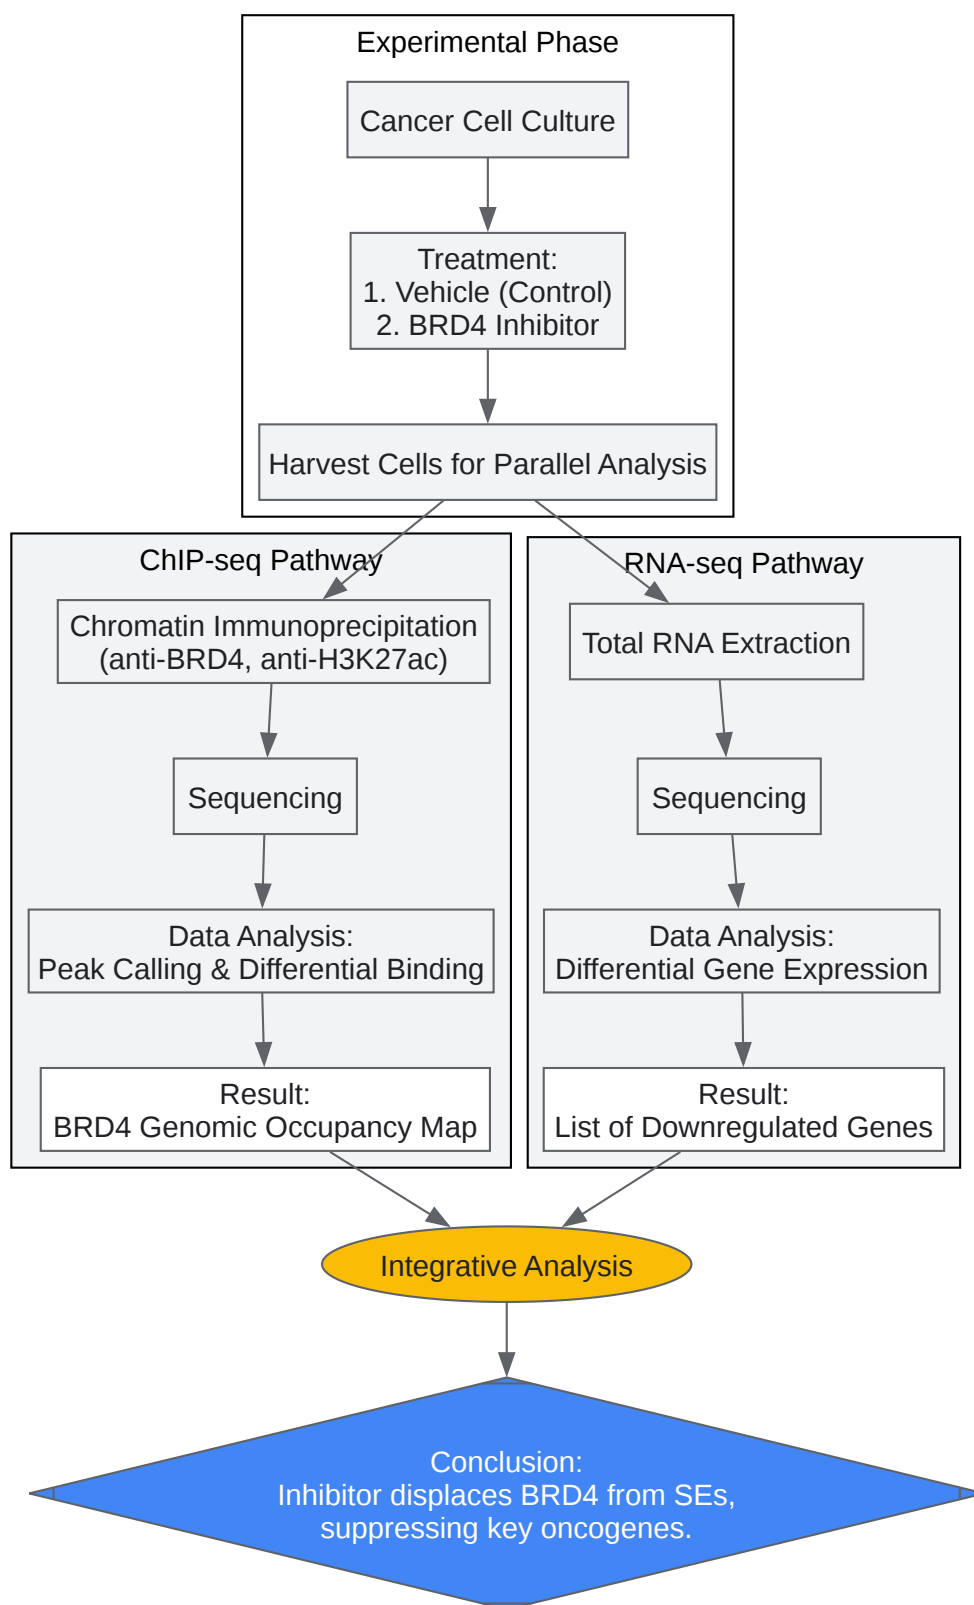 Experimental Phase
Cancer Cell Culture
Treatment:
1. Vehicle (Control)
2. BRD4 Inhibitor
Harvest Cells for Parallel Analysis
ChIP-seq Pathway
Chromatin Immunoprecipitation
(anti-BRD4, anti-H3K27ac)
Sequencing
Data Analysis:
Peak Calling & Differential Binding
Result:
BRD4 Genomic Occupancy Map
RNA-seq Pathway
Total RNA Extraction
Sequencing
Data Analysis:
Differential Gene Expression
Result:
List of Downregulated Genes
Integrative Analysis
Conclusion:
Inhibitor displaces BRD4 from SEs,
suppressing key oncogenes.